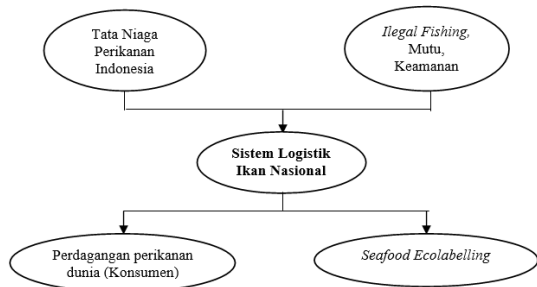 Tata Niaga
Perikanan
Indonesia
Ilegal Fishing,
Mutu,
Keamanan
Sistem Logistik
Ikan Nasional
Perdagangan perikanan
dunia (Konsumen)
Seafood Ecolabelling